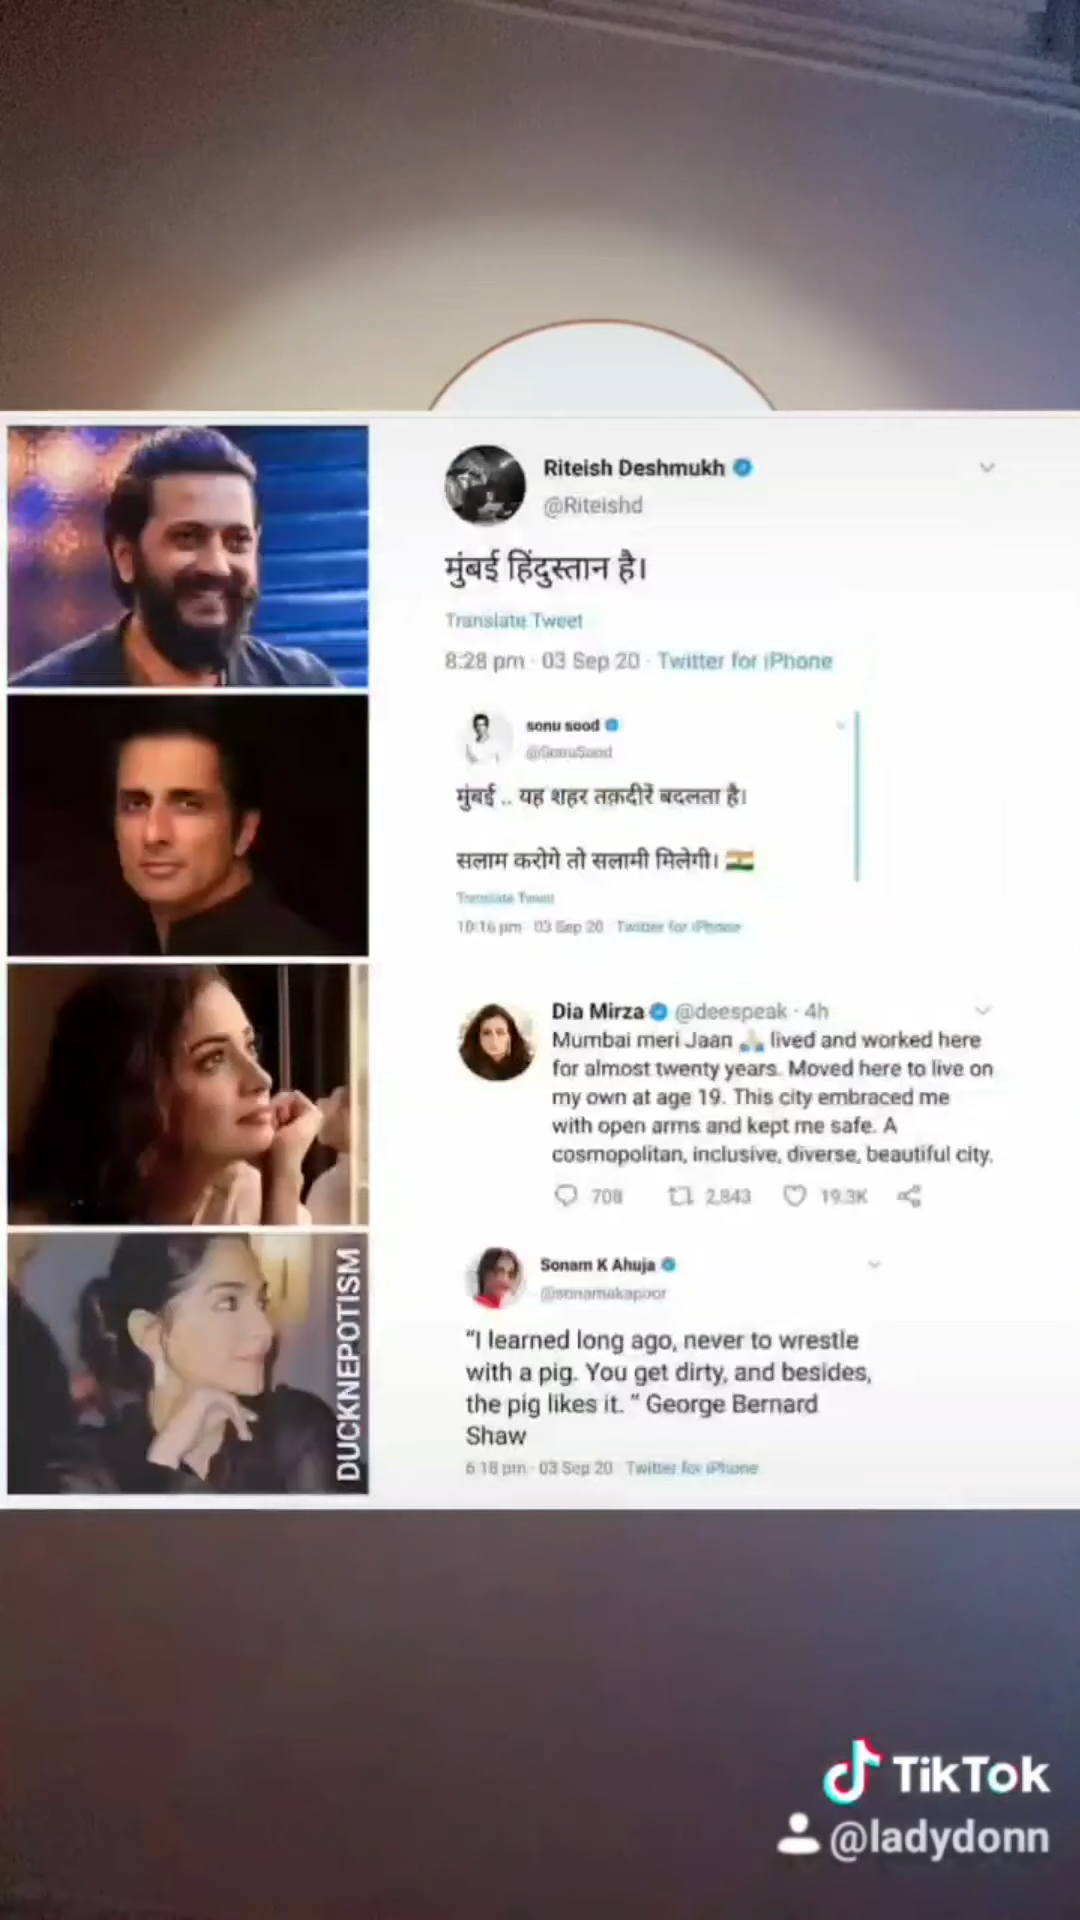 Riteish Deshmukh
@Riteishd
मुंबई हिंदुस्तान है।
Translate Tweet
8:28 pm · 03 Sep 20 · Twitter for iPhone
sonu sood
@SonuSood
मुंबई .. यह शहर तक़दीरें बदलता है।
सलाम करोगे तो सलामी मिलेगी।
Translate Tweet
10:16 pm · 03 Sep 20 · Twitter for iPhone
Dia Mirza @deespeak · 4h
Mumbai meri Jaan 🙏 lived and worked here
for almost twenty years. Moved here to live on
my own at age 19. This city embraced me
with open arms and kept me safe. A
cosmopolitan, inclusive, diverse, beautiful city.
708 2,843 19.3K
Sonam K Ahuja
@sonamakapoor
“I learned long ago, never to wrestle
with a pig. You get dirty, and besides,
the pig likes it. “ George Bernard
Shaw
6:18 pm · 03 Sep 20 · Twitter for iPhone
DUCKNEPOTISM
TikTok
@ladydonn